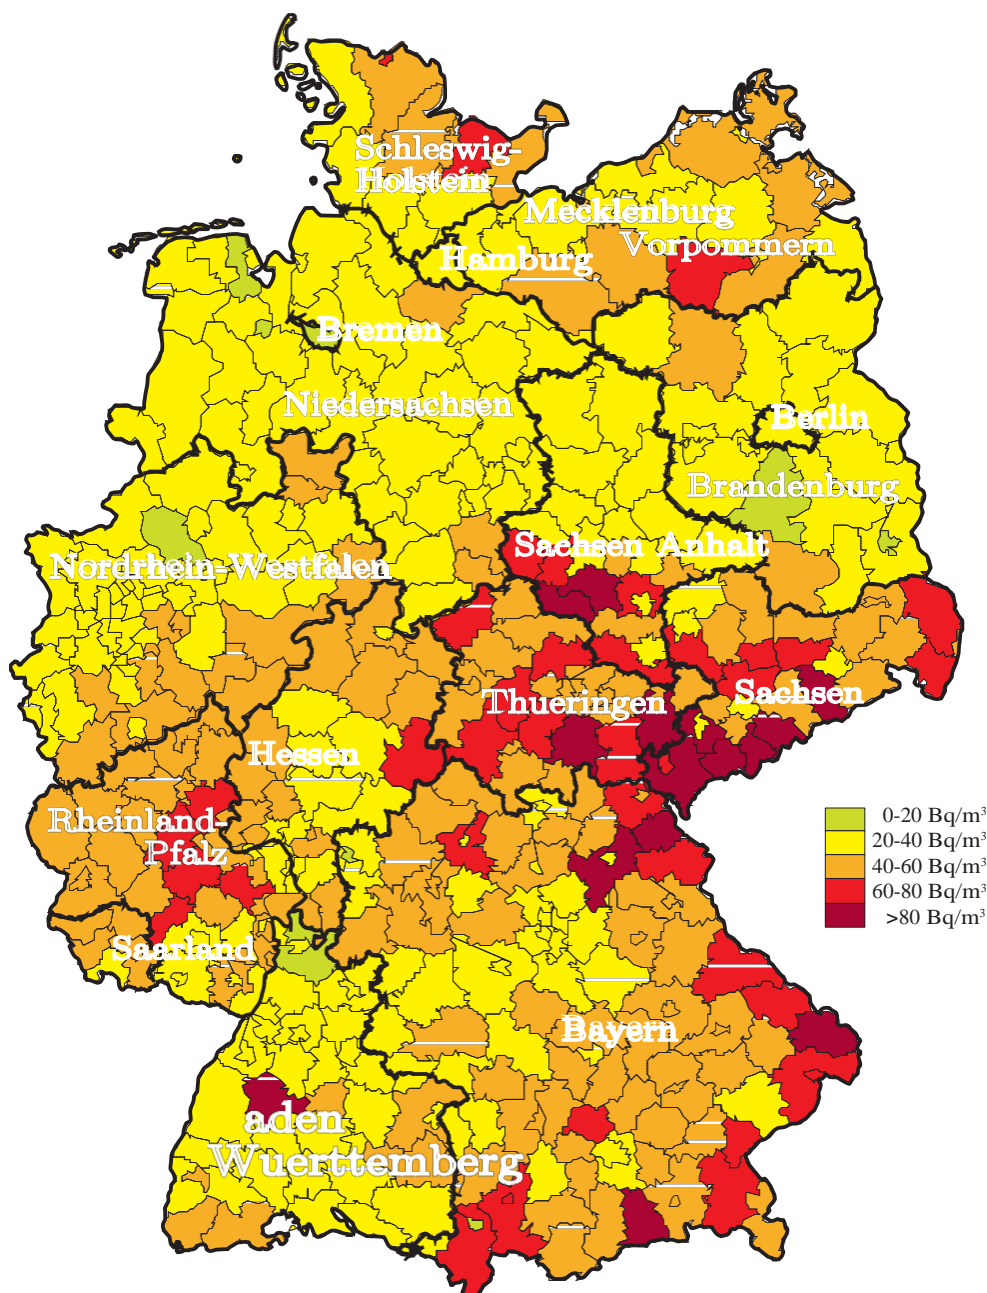 Schleswig-
Holstein
Mecklenburg
Vorpommern
Hamburg
Bremen
Niedersachsen
Berlin
Brandenburg
Sachsen Anhalt
Nordrhein-Westfalen
Thueringen
Sachsen
Hessen
Rheinland-
Pfalz
Saarland
Bayern
aden
Wuerttemberg
0-20 Bq/m³
20-40 Bq/m³
40-60 Bq/m³
60-80 Bq/m³
>80 Bq/m³